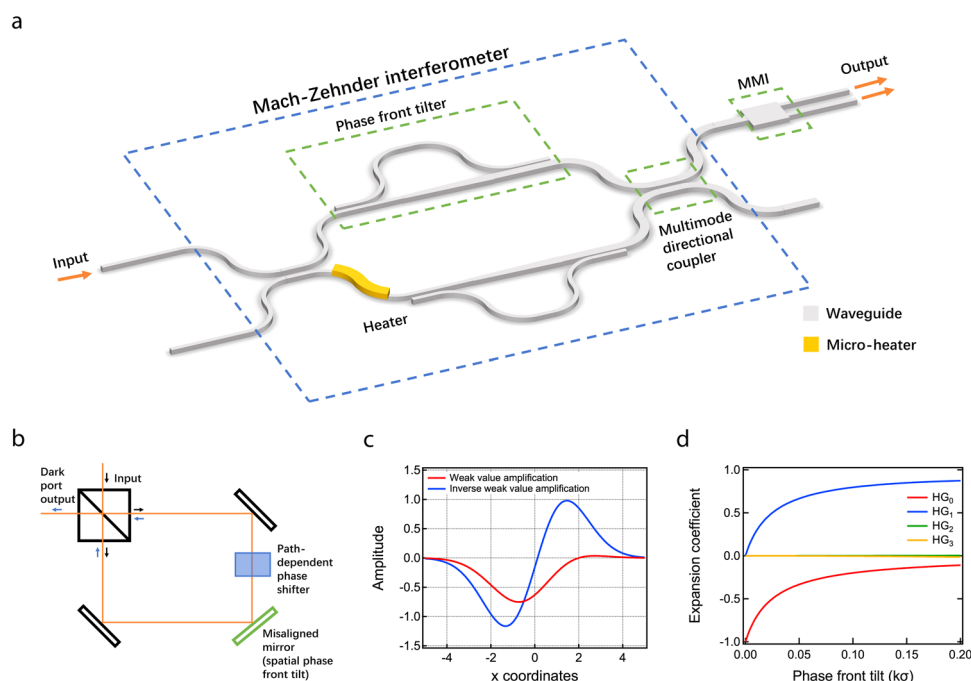 a
Mach-Zehnder interferometer
Phase front tilter
MMI
Output
Input
Multimode
directional
coupler
Heater
Waveguide
Micro-heater
b
Dark
port
output
Input
Path-
dependent
phase
shifter
Misaligned
mirror
(spatial phase
front tilt)
c
Weak value amplification
Inverse weak value amplification
Amplitude
1.5
1.0
0.5
0.0
-0.5
-1.0
-1.5
-4
-2
0
2
4
x coordinates
d
HG0
HG1
HG2
HG3
Expansion coefficient
1.0
0.5
0.0
-0.5
-1.0
0.00
0.05
0.10
0.15
0.20
Phase front tilt (kσ)